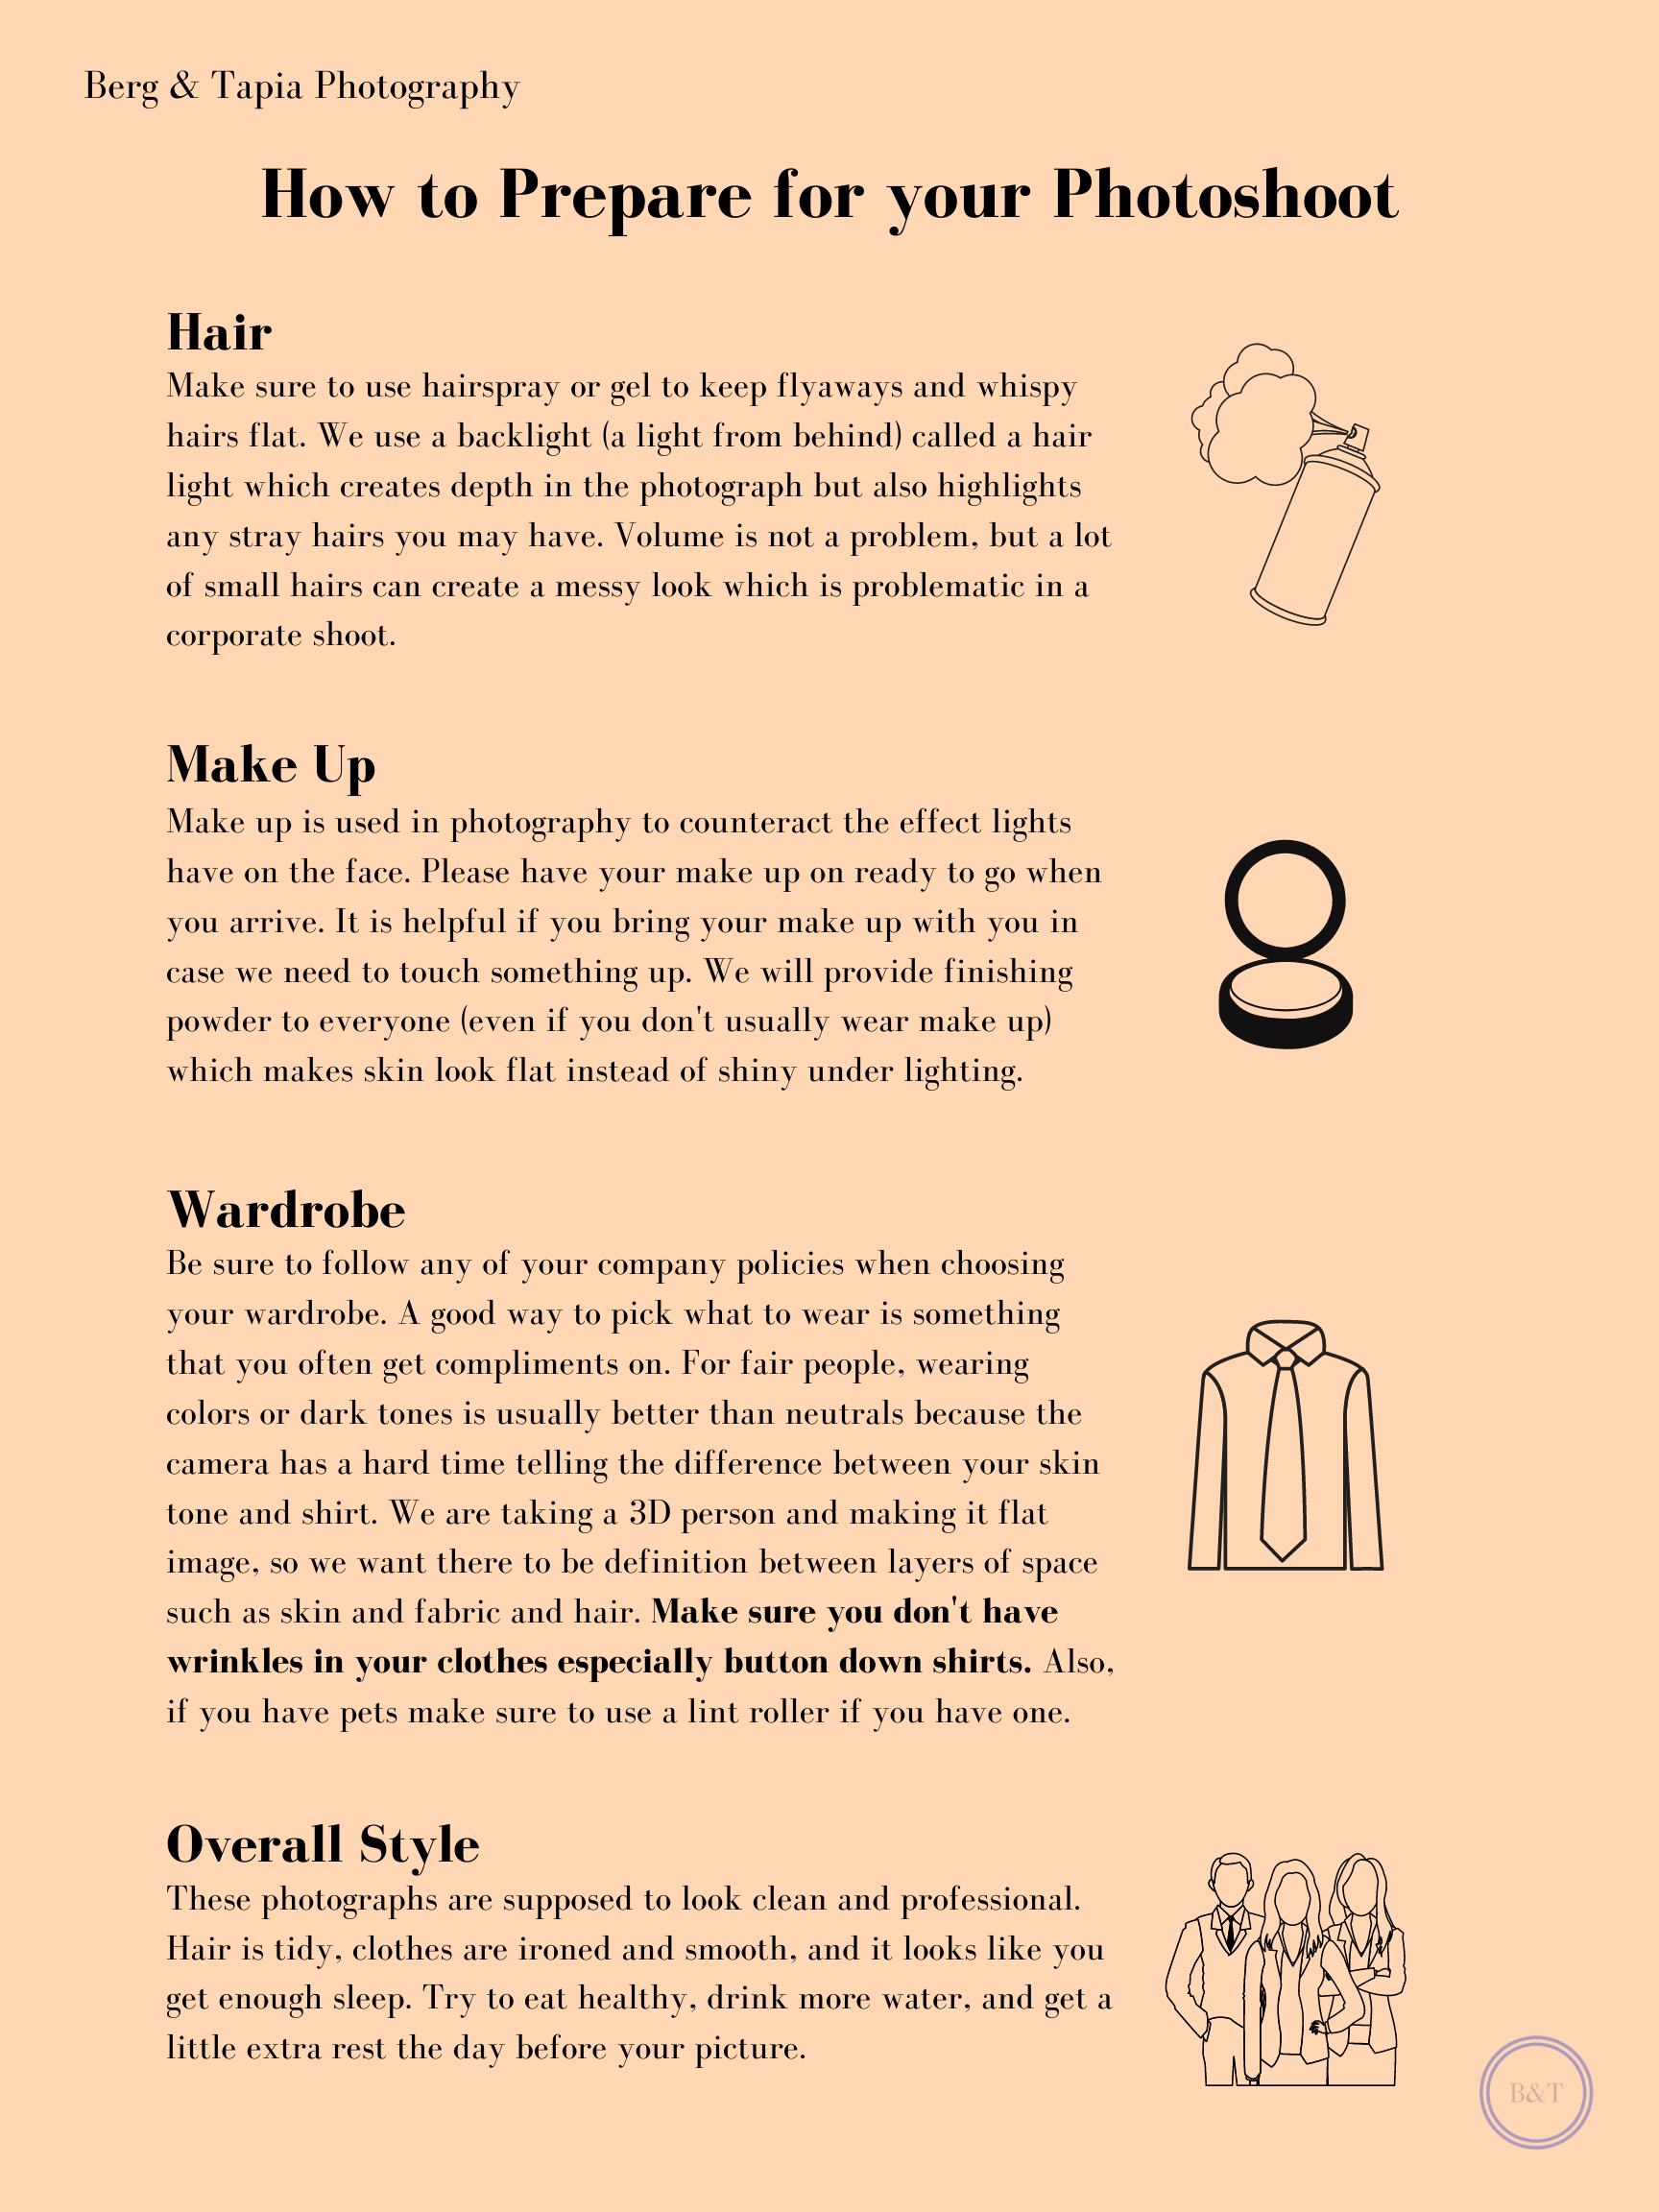 Berg & Tapia Photography
How to Prepare for your Photoshoot
Hair
Make sure to use hairspray or gel to keep flyaways and whispy
hairs flat. We use a backlight (a light from behind) called a hair
light which creates depth in the photograph but also highlights
any stray hairs you may have. Volume is not a problem, but a lot
of small hairs can create a messy look which is problematic in a
corporate shoot.
Make Up
Make up is used in photography to counteract the effect lights
have on the face. Please have your make up on ready to go when
you arrive. It is helpful if you bring your make up with you in
case we need to touch something up. We will provide finishing
powder to everyone (even if you don't usually wear make up)
which makes skin look flat instead of shiny under lighting.
Wardrobe
Be sure to follow any of your company policies when choosing
your wardrobe. A good way to pick what to wear is something
that you often get compliments on. For fair people, wearing
colors or dark tones is usually better than neutrals because the
camera has a hard time telling the difference between your skin
tone and shirt. We are taking a 3D person and making it flat
image, so we want there to be definition between layers of space
such as skin and fabric and hair. Make sure you don't have
wrinkles in your clothes especially button down shirts. Also,
if you have pets make sure to use a lint roller if you have one.
Overall Style
These photographs are supposed to look clean and professional.
Hair is tidy, clothes are ironed and smooth, and it looks like you
get enough sleep. Try to eat healthy, drink more water, and get a
little extra rest the day before your picture.
B&T